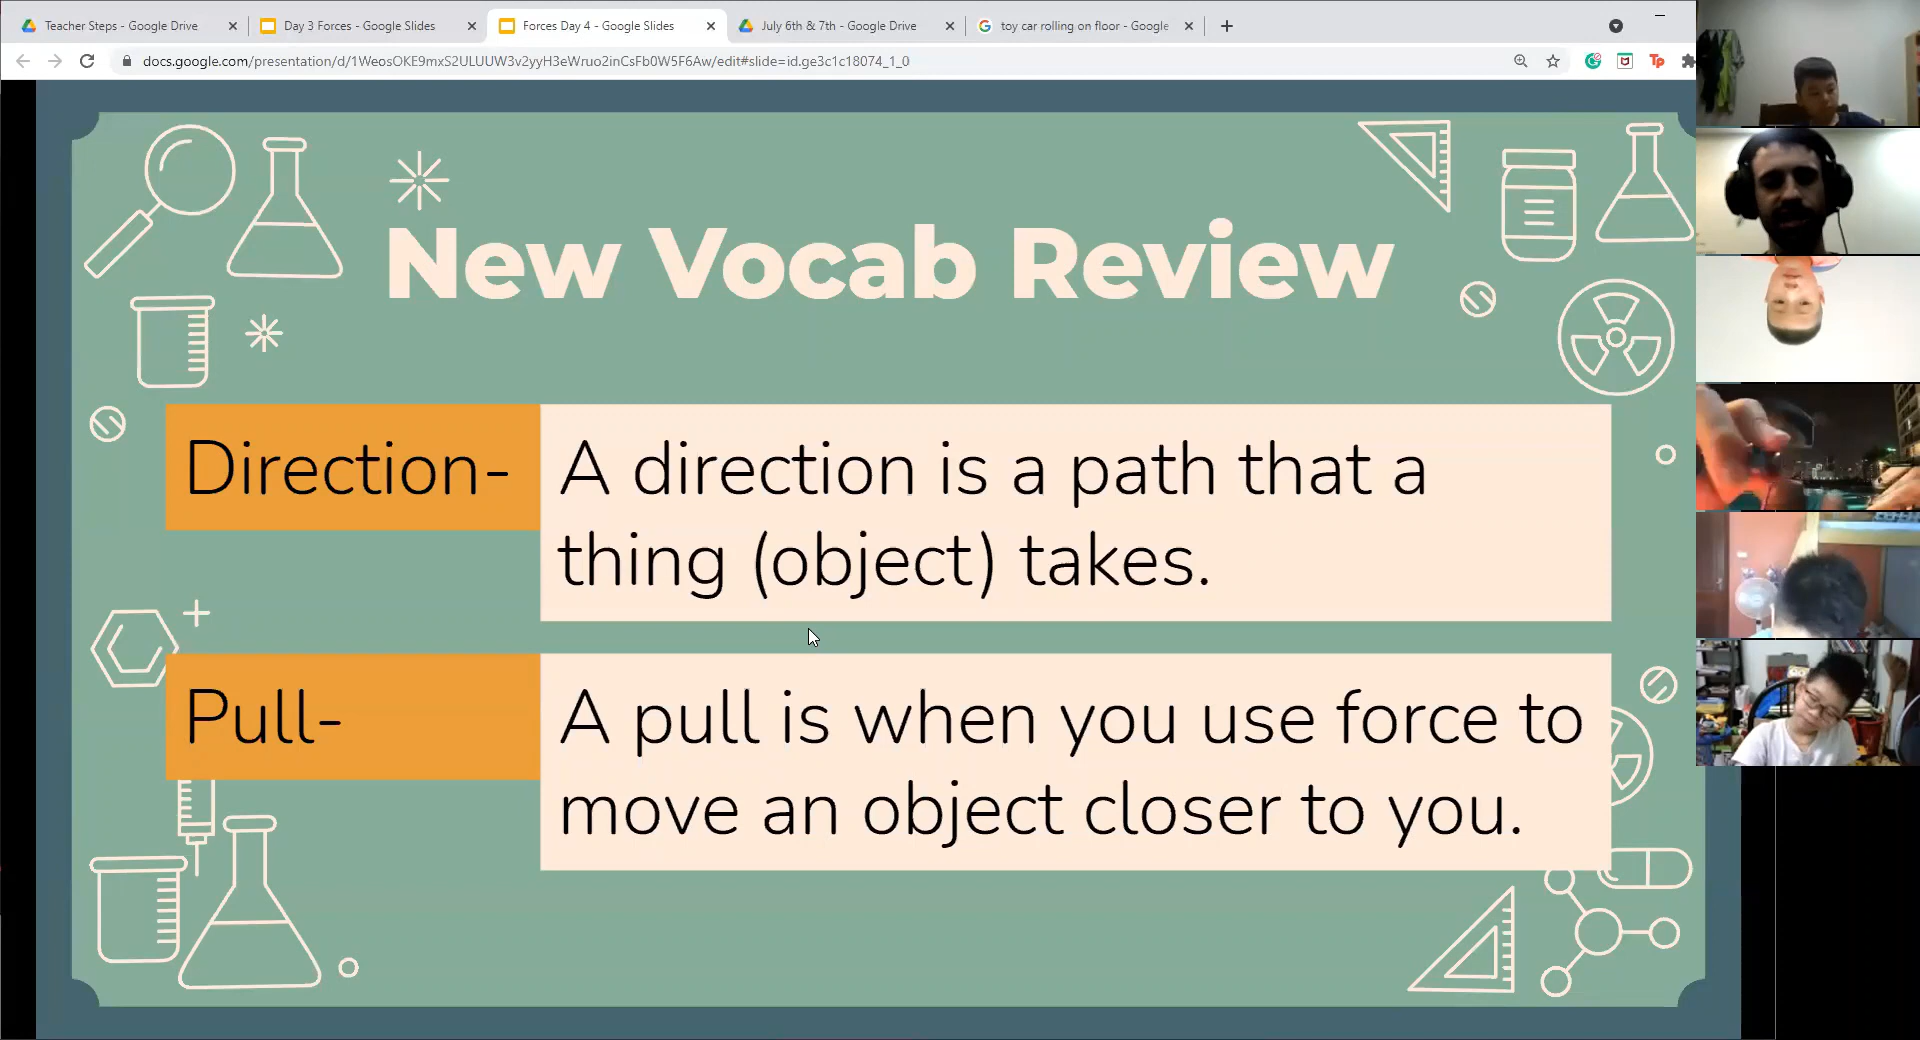 Teacher Steps - Google Drive
Day 3 Forces - Google Slides
Forces Day 4 - Google Slides
July 6th & 7th - Google Drive
toy car rolling on floor - Google
docs.google.com/presentation/d/1WeosOKE9mxS2ULUUW3v2yyH3eWruo2inCsFb0W5F6Aw/edit#slide=id.ge3c1c18074_1_0
Tp
New Vocab Review
Direction-
A direction is a path that a
thing (object) takes.
Pull-
A pull is when you use force to
move an object closer to you.